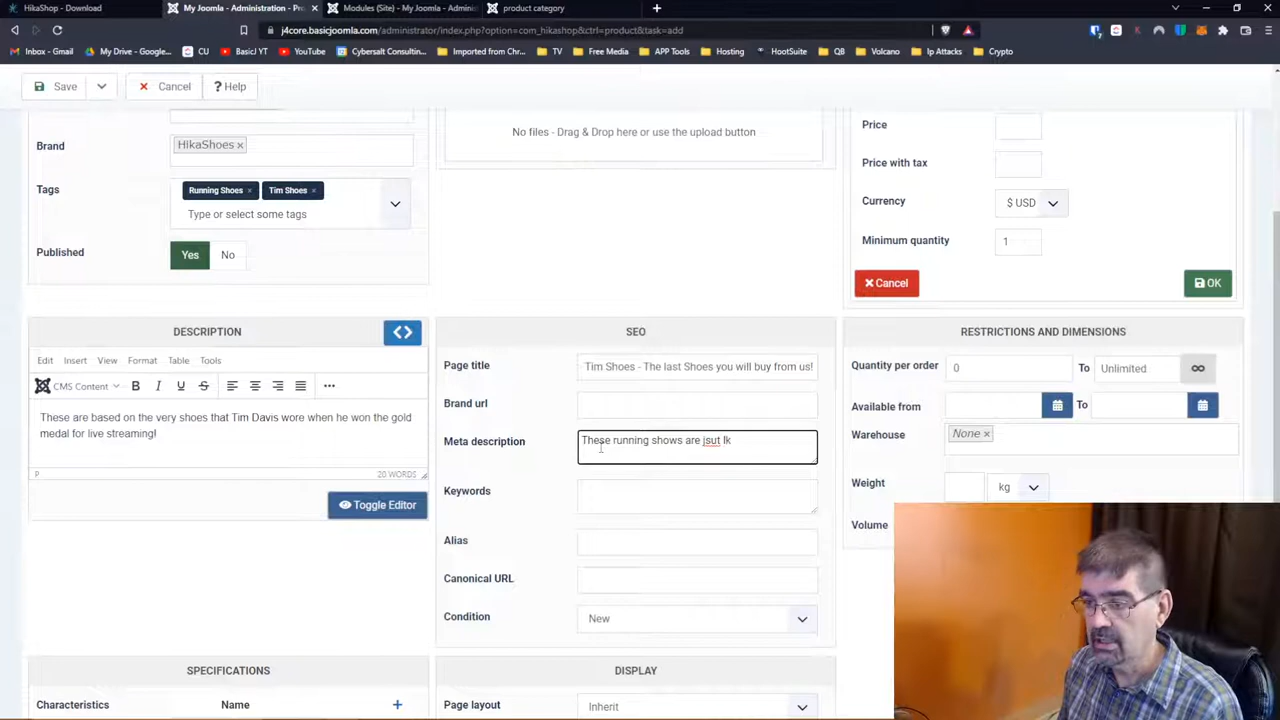 HikaShop - Download
My Joomla - Administration - Pro
Modules (Site) - My Joomla - Admini
product category
j4core.basicjoomla.com/administrator/index.php?option=com_hikashop&ctrl=product&task=add
Inbox - Gmail
My Drive - Google...
CU
Basic! YT
YouTube
Cybersalt Consulting...
Imported from Chr...
TV
Free Media
APP Tools
Hosting
HootSuite
QB
Volcano
Ip Attacks
Crypto
Save
Cancel
? Help
Brand
HIkaShoes ×
Tags
Running Shoes ×
Tim Shoes ×
Type or select some tags
Published
Yes
No
No files - Drag & Drop here or use the upload button
Price
Price with tax
Currency
$ USD
Minimum quantity
1
Cancel
OK
DESCRIPTION
Edit Insert View Format Table Tools
CMS Content
B I U S
These are based on the very shoes that Tim Davis wore when he won the gold
medal for live streaming!
P
20 WORDS
Toggle Editor
SEO
Page title
Tim Shoes - The last Shoes you will buy from us!
Brand url
Meta description
These running shows are jsut lk
Keywords
Alias
Canonical URL
Condition
New
RESTRICTIONS AND DIMENSIONS
Quantity per order
0
To
Unlimited
Available from
To
Warehouse
None ×
Weight
kg
Volume
SPECIFICATIONS
Characteristics
Name
+
DISPLAY
Page layout
Inherit